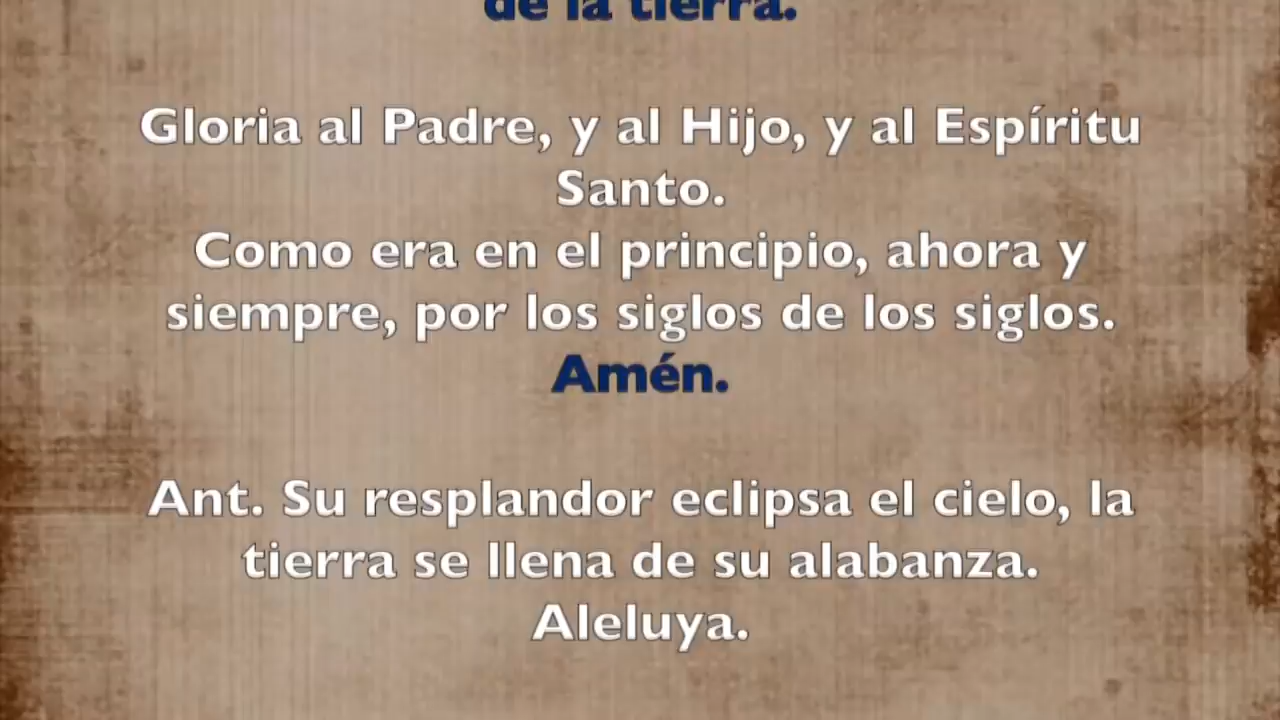 de la tierra.
Gloria al Padre, y al Hijo, y al Espíritu
Santo.
Como era en el principio, ahora y
siempre, por los siglos de los siglos.
Amén.
Ant. Su resplandor eclipsa el cielo, la
tierra se llena de su alabanza.
Aleluya.